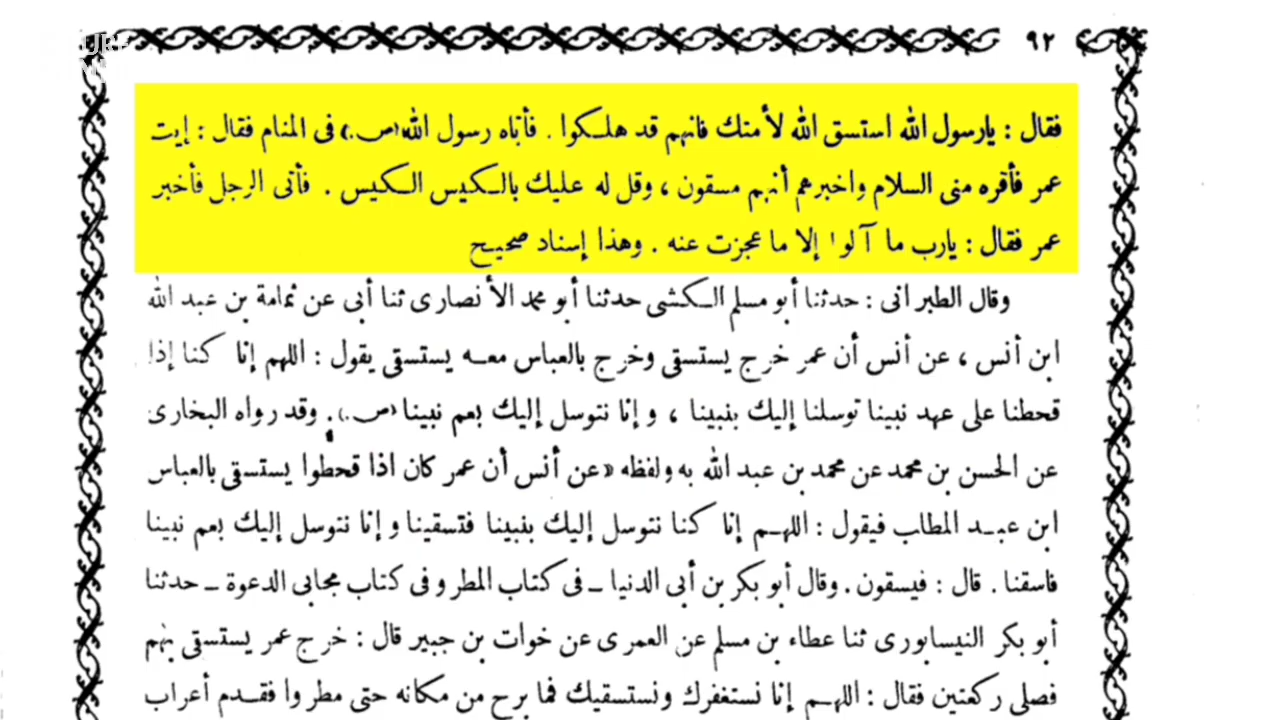 ٩٢
فقال : يارسول الله استسق الله لأمتك فانهم قد هلكوا . فأتاه رسول الله (ص.) فى المنام فقال : إيت
عمر فأقره منى السلام واخبرهم أنهم مسقون ، وقل له عليك بالكيس الكيس . فأتى الرجل فأخبر
عمر فقال : يارب ما آلوا إلا ما عجزت عنه . وهذا إسناد صحيح
وقال الطبرانى : حدثنا أبو مسلم الكشى حدثنا أبو محمد الأنصارى ثنا أبى عن ثمامة بن عبد الله
ابن أنس ، عن أنس أن عمر خرج يستسقى وخرج بالعباس معه يستسقى يقول : اللهم إنا كنا إذا
قحطنا على عهد نبينا توسلنا إليك بنبينا ، و إنا نتوسل إليك بعم نبينا (ص.) . وقد رواه البخارى
عن الحسن بن محمد عن محمد بن عبد الله به ولفظه «عن أنس أن عمر كان اذا قحطوا يستسقى بالعباس
ابن عبد المطلب فيقول : اللهم إنا كنا نتوسل إليك بنبينا فتسقينا و إنا نتوسل إليك بعم نبينا
فاسقنا . قال : فيسقون . وقال أبو بكر بن أبى الدنيا – فى كتاب المطر و فى كتاب مجابى الدعوة – حدثنا
أبو بكر النيسابورى ثنا عطاء بن مسلم عن العمرى عن خوات بن جبير قال : خرج عمر يستسقى بهم
فصلى ركعتين فقال : اللهم إنا نستغفرك ونستسقيك فما برح من مكانه حتى مطروا فقدم أعراب